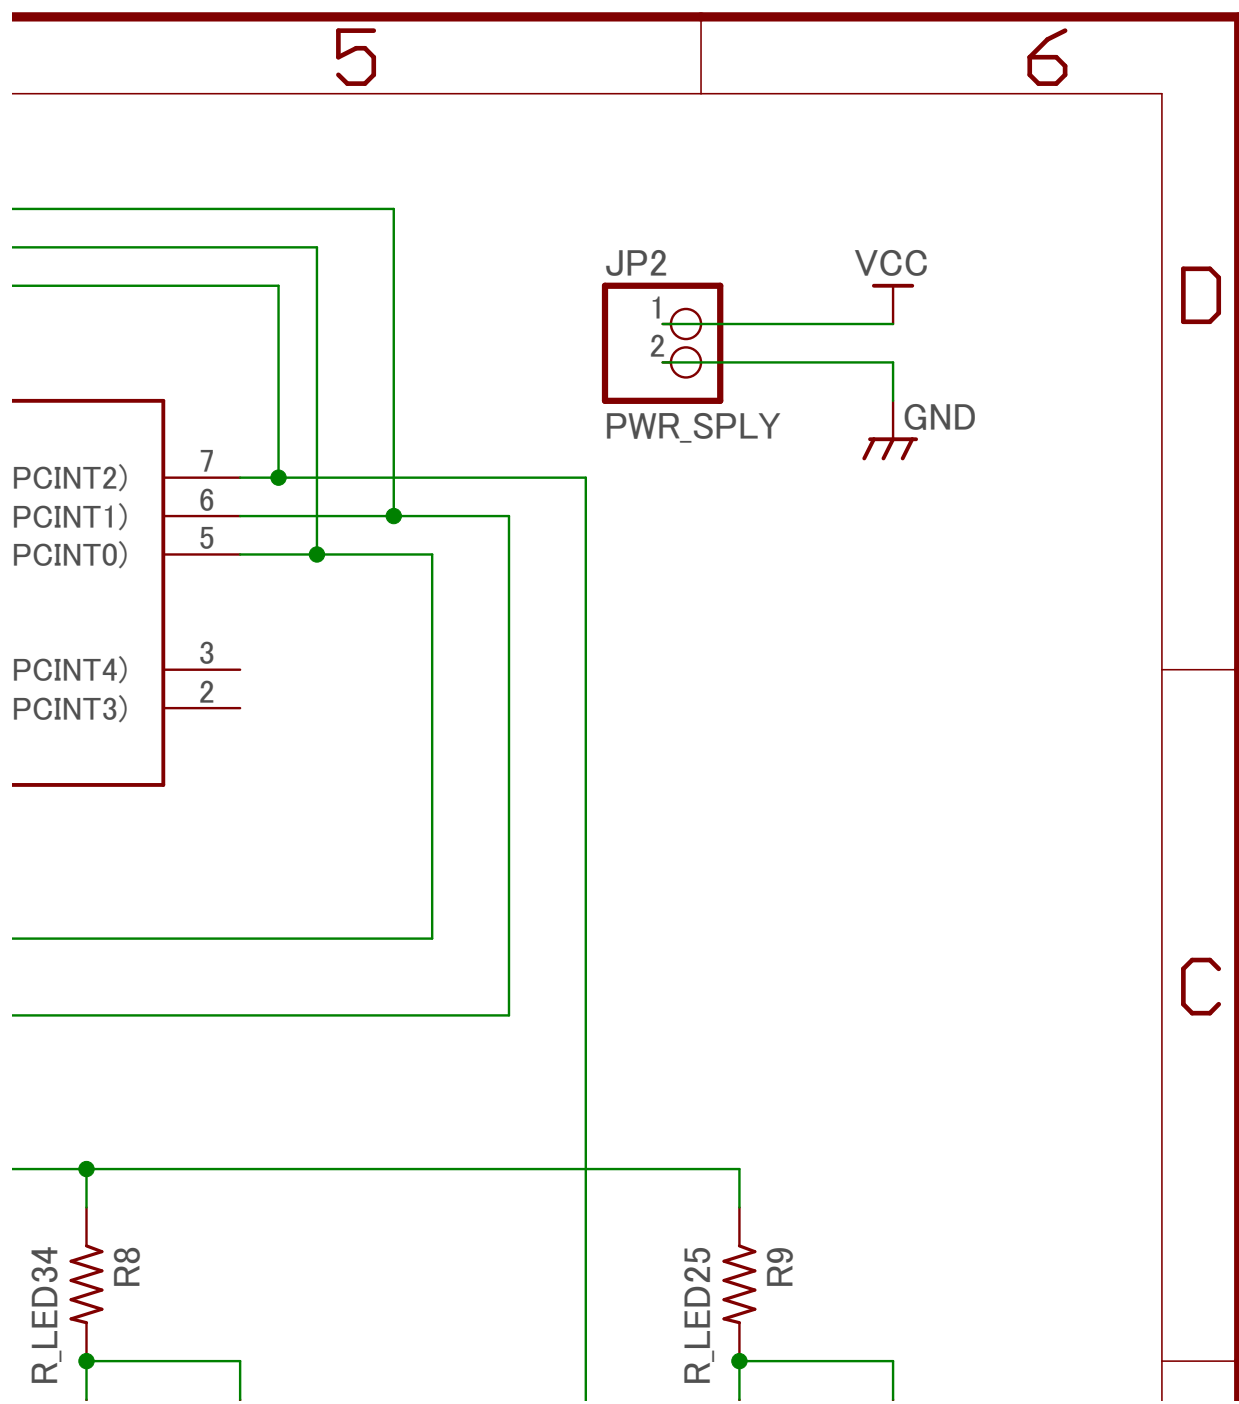 5
6
D
JP2
VCC
1
2
PWR_SPLY
GND
PCINT2)
7
PCINT1)
6
PCINT0)
5
PCINT4)
3
PCINT3)
2
C
R_LED34
R8
R_LED25
R9